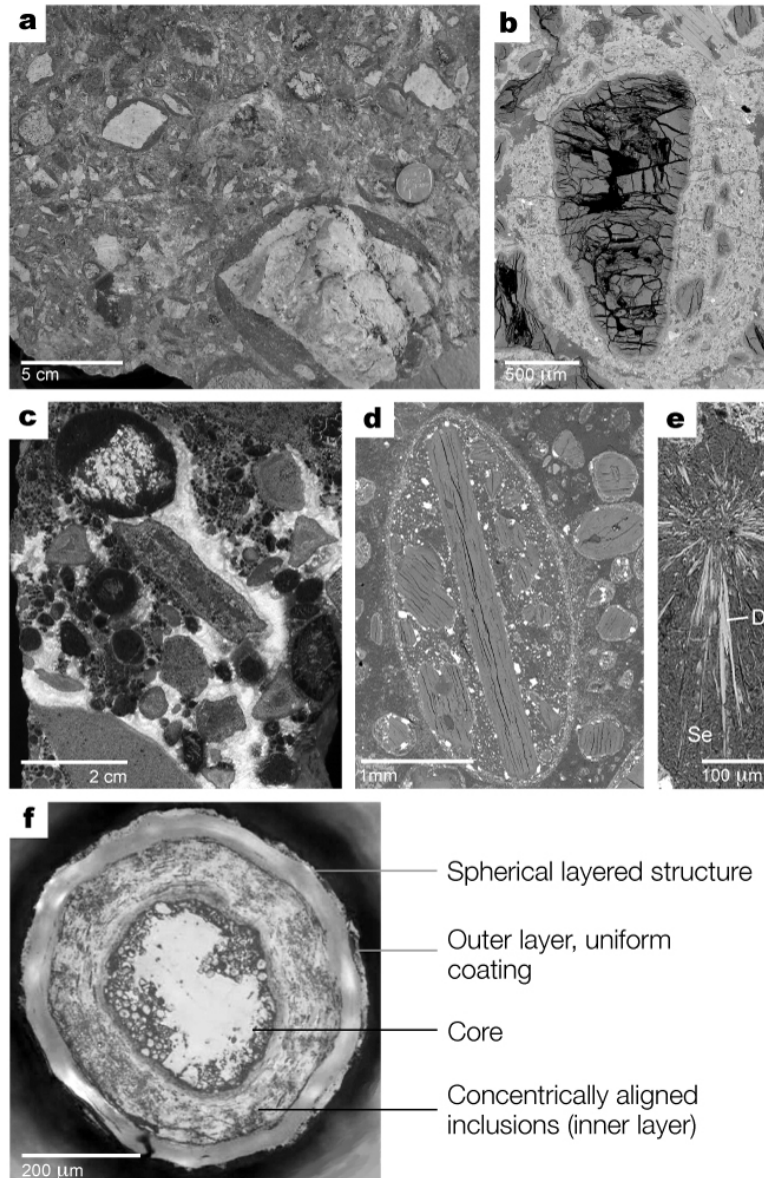 a
b
5 cm
500 µm
c
d
e
D
Se
2 cm
1mm
100 µm
f
Spherical layered structure
Outer layer, uniform
coating
Core
Concentrically aligned
inclusions (inner layer)
200 µm